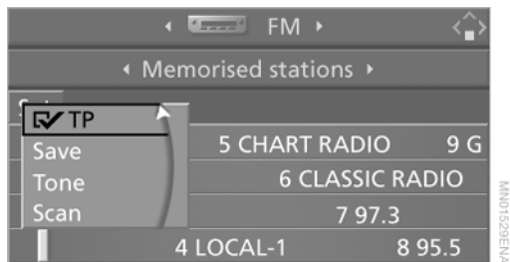 FM
Memorised stations
TP
Save
Tone
Scan
5 CHART RADIO 9 G
6 CLASSIC RADIO
7 97.3
4 LOCAL-1 8 95.5
MN01529ENA